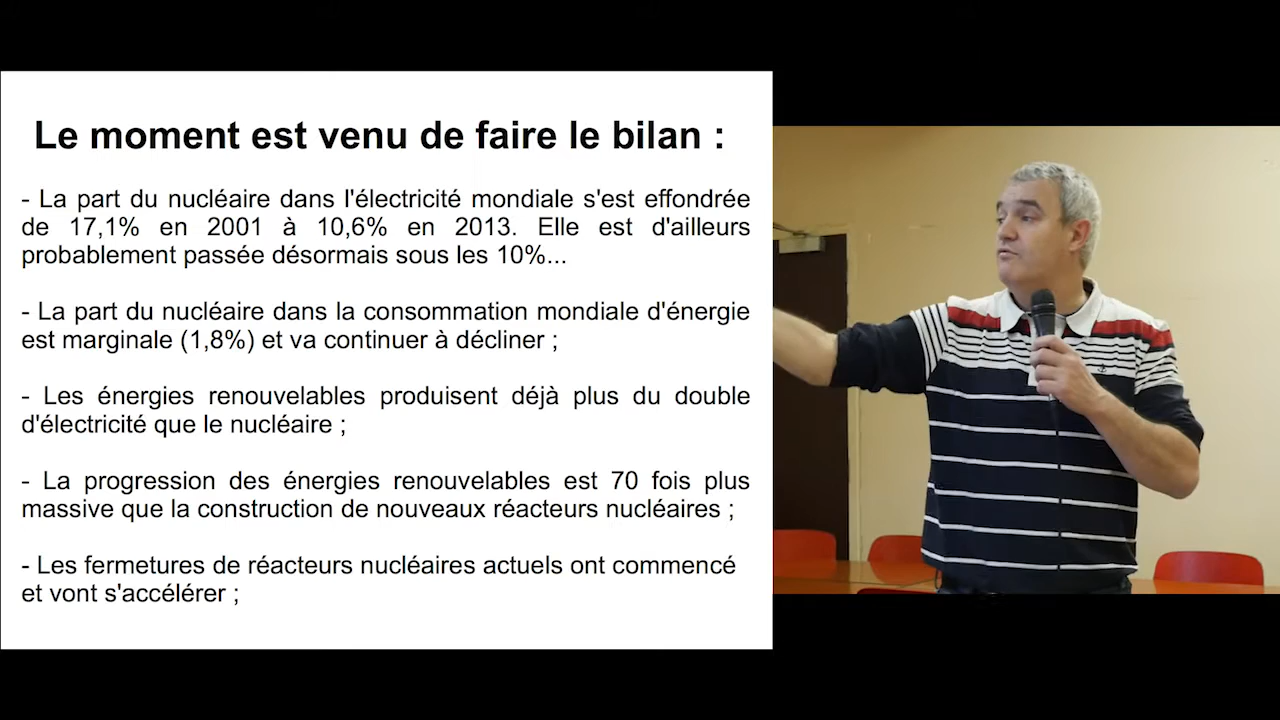 Le moment est venu de faire le bilan :
- La part du nucléaire dans l'électricité mondiale s'est effondrée
de 17,1% en 2001 à 10,6% en 2013. Elle est d'ailleurs
probablement passée désormais sous les 10%...
- La part du nucléaire dans la consommation mondiale d'énergie
est marginale (1,8%) et va continuer à décliner ;
- Les énergies renouvelables produisent déjà plus du double
d'électricité que le nucléaire ;
- La progression des énergies renouvelables est 70 fois plus
massive que la construction de nouveaux réacteurs nucléaires ;
- Les fermetures de réacteurs nucléaires actuels ont commencé
et vont s'accélérer ;